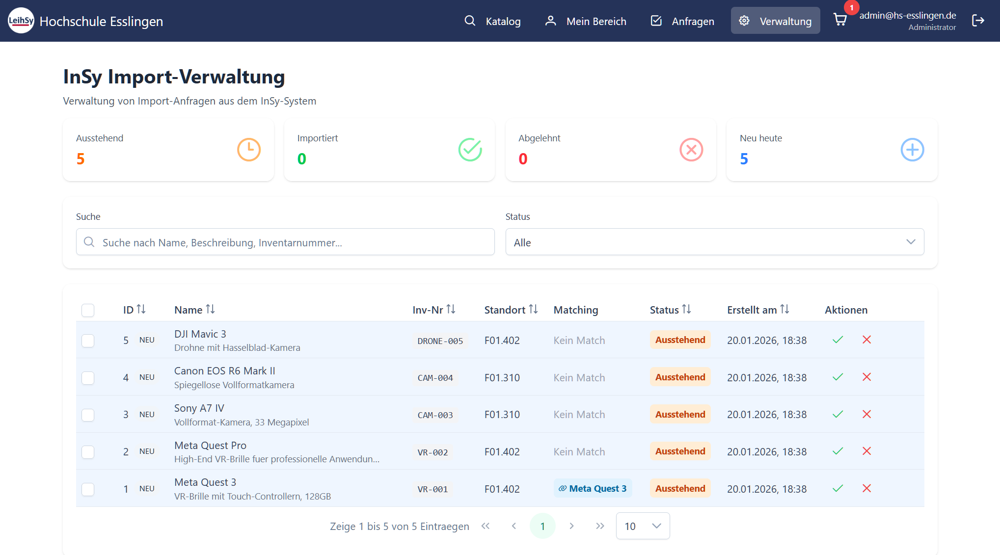 LeihSy Hochschule Esslingen Katalog Mein Bereich Anfragen Verwaltung 1 admin@hs-esslingen.de
Administrator
InSy Import-Verwaltung
Verwaltung von Import-Anfragen aus dem InSy-System
Ausstehend Importiert Abgelehnt Neu heute
5 0 0 5
Suche Status
Suche nach Name, Beschreibung, Inventarnummer... Alle
ID Name Inv-Nr Standort Matching Status Erstellt am Aktionen
5 NEU DJI Mavic 3 DRONE-005 F01.402 Kein Match Ausstehend 20.01.2026, 18:38
Drohne mit Hasselblad-Kamera
4 NEU Canon EOS R6 Mark II CAM-004 F01.310 Kein Match Ausstehend 20.01.2026, 18:38
Spiegellose Vollformatkamera
3 NEU Sony A7 IV CAM-003 F01.310 Kein Match Ausstehend 20.01.2026, 18:38
Vollformat-Kamera, 33 Megapixel
2 NEU Meta Quest Pro VR-002 F01.402 Kein Match Ausstehend 20.01.2026, 18:38
High-End VR-Brille fuer professionelle Anwendun...
1 NEU Meta Quest 3 VR-001 F01.402 Meta Quest 3 Ausstehend 20.01.2026, 18:38
VR-Brille mit Touch-Controllern, 128GB
Zeige 1 bis 5 von 5 Eintraegen 1 10